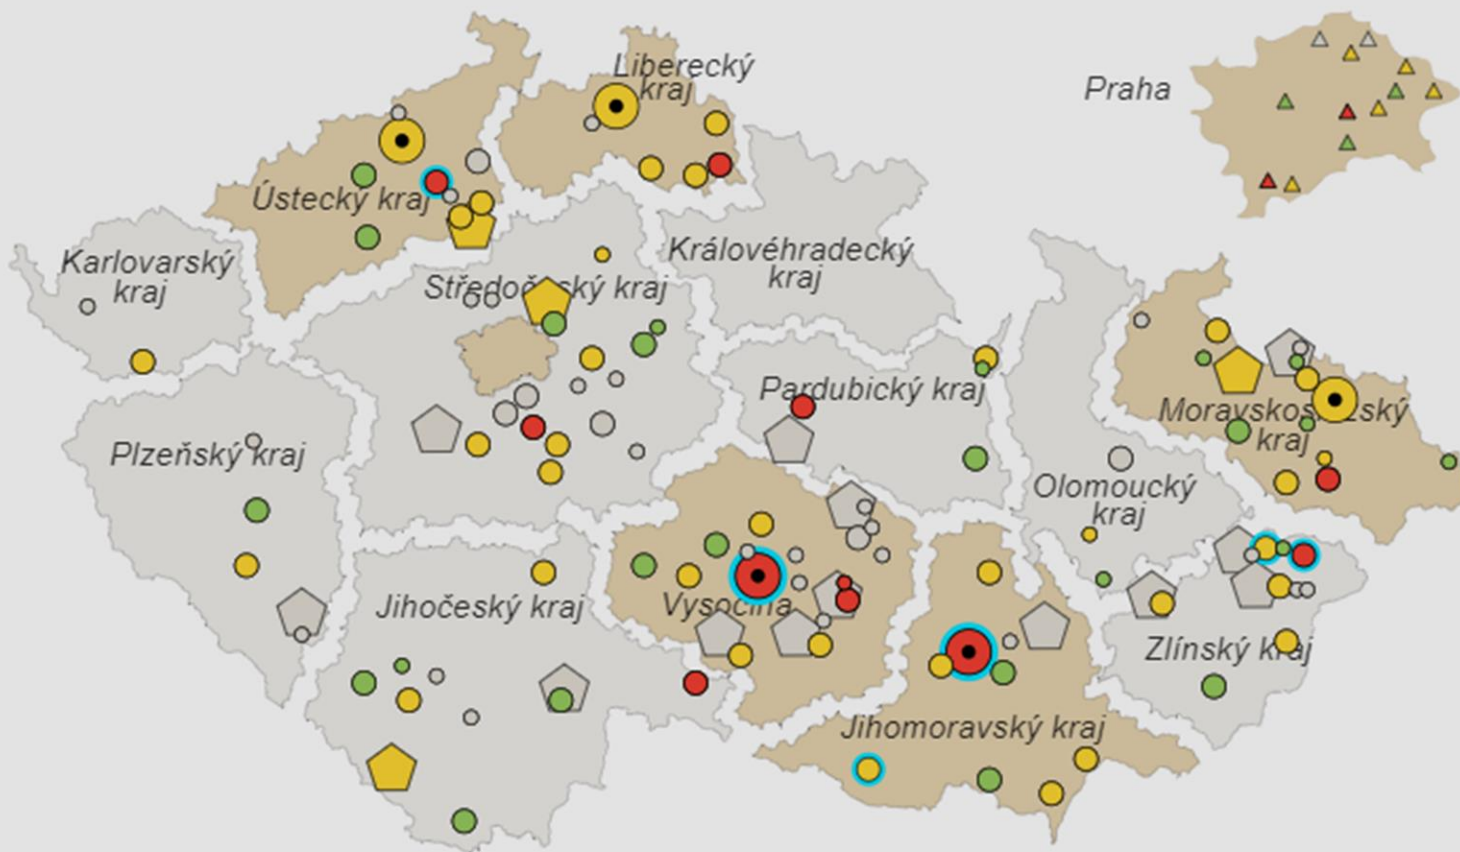 Liberecký
kraj
Praha
Ústecký kraj
Karlovarský
kraj
Královéhradecký
kraj
Středočeský kraj
Pardubický kraj
Moravskoslezský
kraj
Plzeňský kraj
Olomoucký
kraj
Jihočeský kraj
Vysočina
Zlínský kraj
Jihomoravský kraj